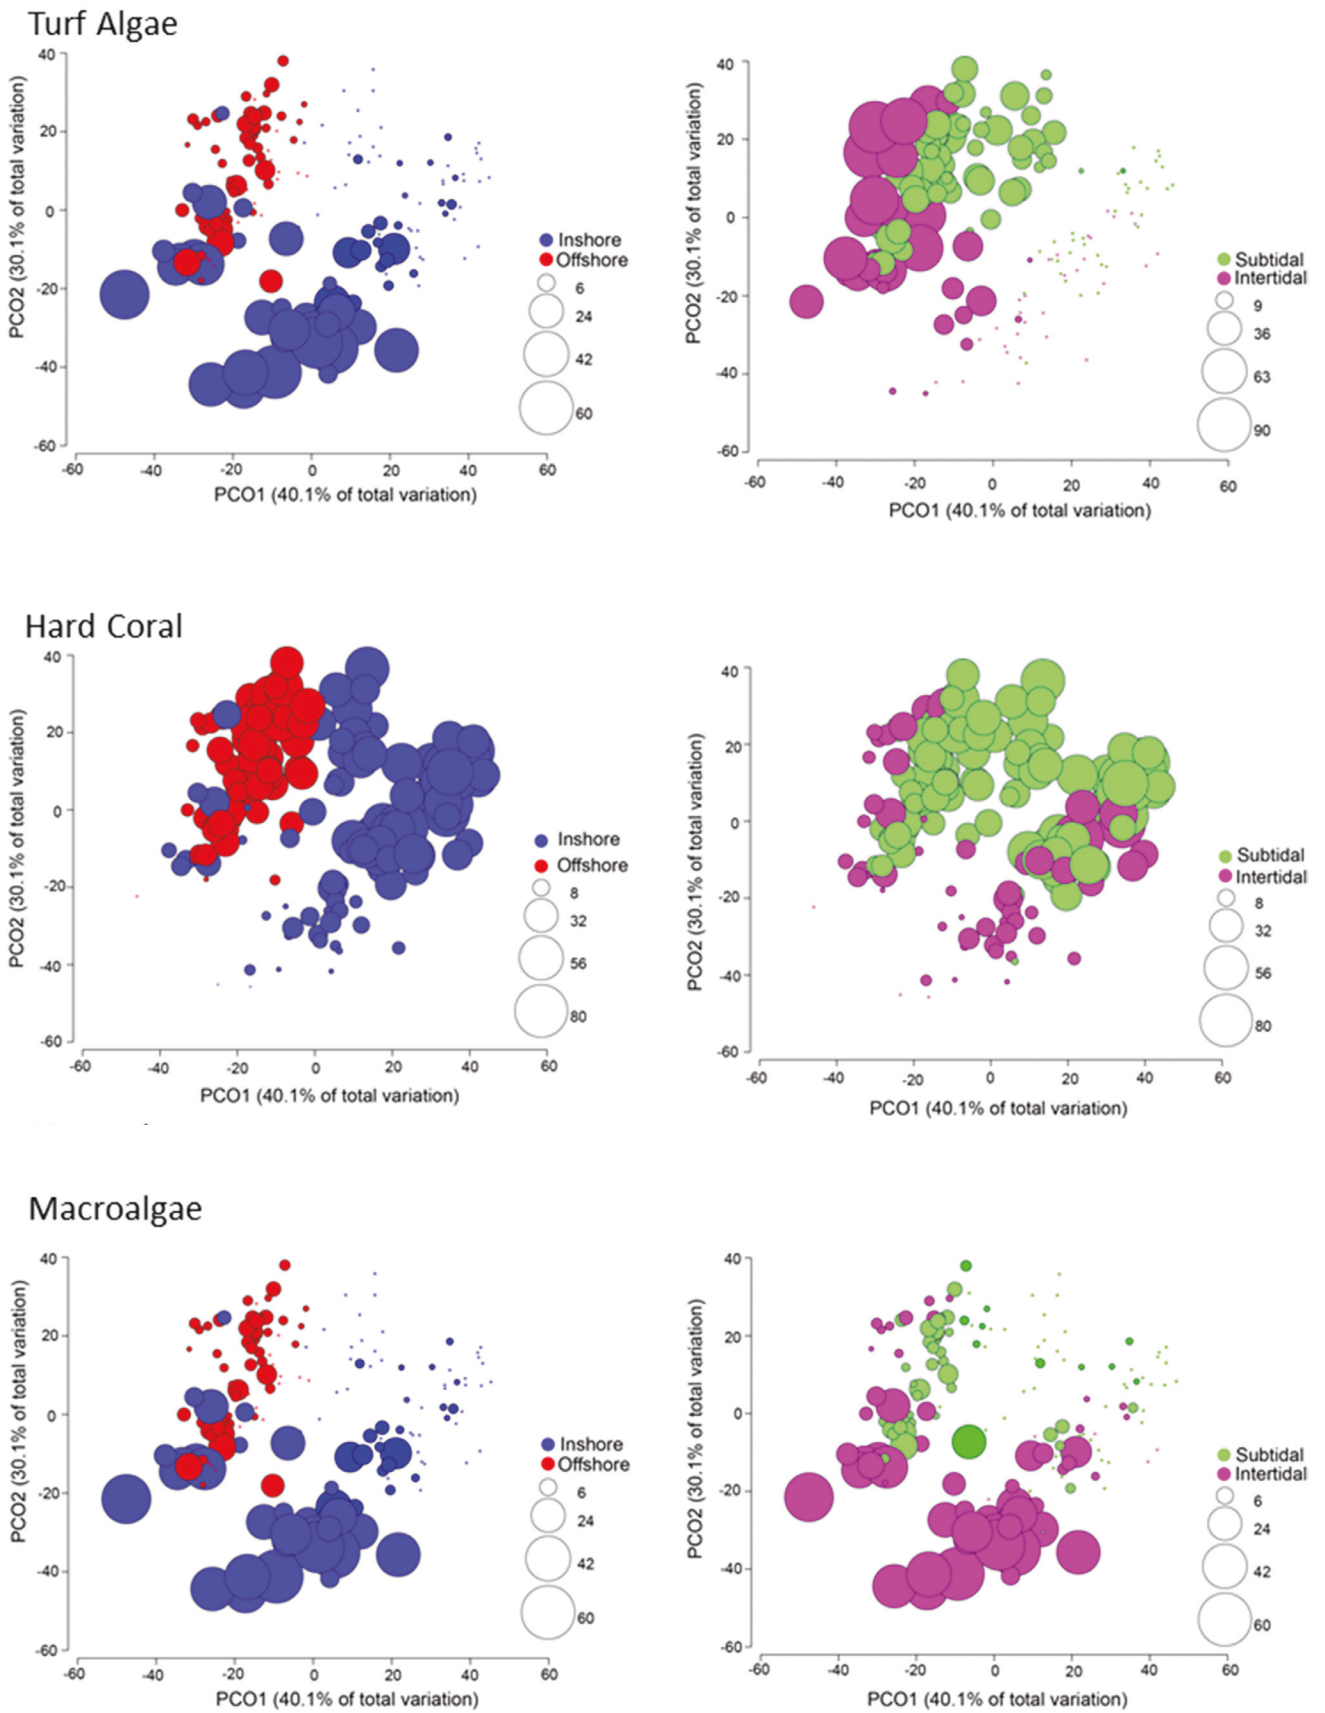 Turf Algae
40
20
0
-20
-40
-60
PCO2 (30.1% of total variation)
-60 -40 -20 0 20 40 60
PCO1 (40.1% of total variation)
Inshore
Offshore
6
24
42
60
40
20
0
-20
-40
-60
PCO2 (30.1% of total variation)
-60 -40 -20 0 20 40 60
PCO1 (40.1% of total variation)
Subtidal
Intertidal
9
36
63
90
Hard Coral
40
20
0
-20
-40
-60
PCO2 (30.1% of total variation)
-60 -40 -20 0 20 40 60
PCO1 (40.1% of total variation)
Inshore
Offshore
8
32
56
80
40
20
0
-20
-40
-60
PCO2 (30.1% of total variation)
-60 -40 -20 0 20 40 60
PCO1 (40.1% of total variation)
Subtidal
Intertidal
8
32
56
80
Macroalgae
40
20
0
-20
-40
-60
PCO2 (30.1% of total variation)
-60 -40 -20 0 20 40 60
PCO1 (40.1% of total variation)
Inshore
Offshore
6
24
42
60
40
20
0
-20
-40
-60
PCO2 (30.1% of total variation)
-60 -40 -20 0 20 40 60
PCO1 (40.1% of total variation)
Subtidal
Intertidal
6
24
42
60